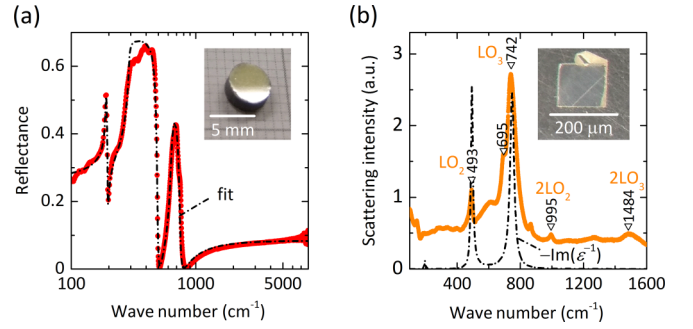 (a)
0.6
0.4
0.2
0
Reflectance
100
1000
Wave number (cm⁻¹)
5 mm
fit
(b)
3
2
1
0
Scattering intensity (a.u.)
400
800
1200
1600
Wave number (cm⁻¹)
LO₃
◁742
◁695
LO₂
◁493
2LO₂
◁995
2LO₃
◁1484
200 μm
−Im(ε⁻¹)